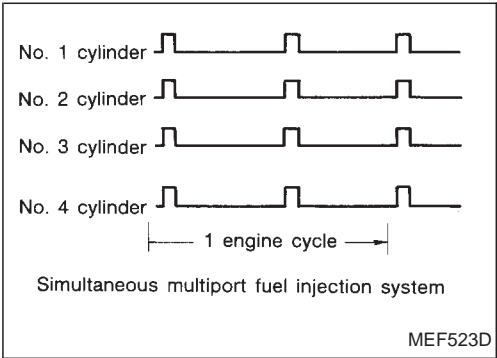 No. 1 cylinder
No. 2 cylinder
No. 3 cylinder
No. 4 cylinder
1 engine cycle
Simultaneous multiport fuel injection system
MEF523D